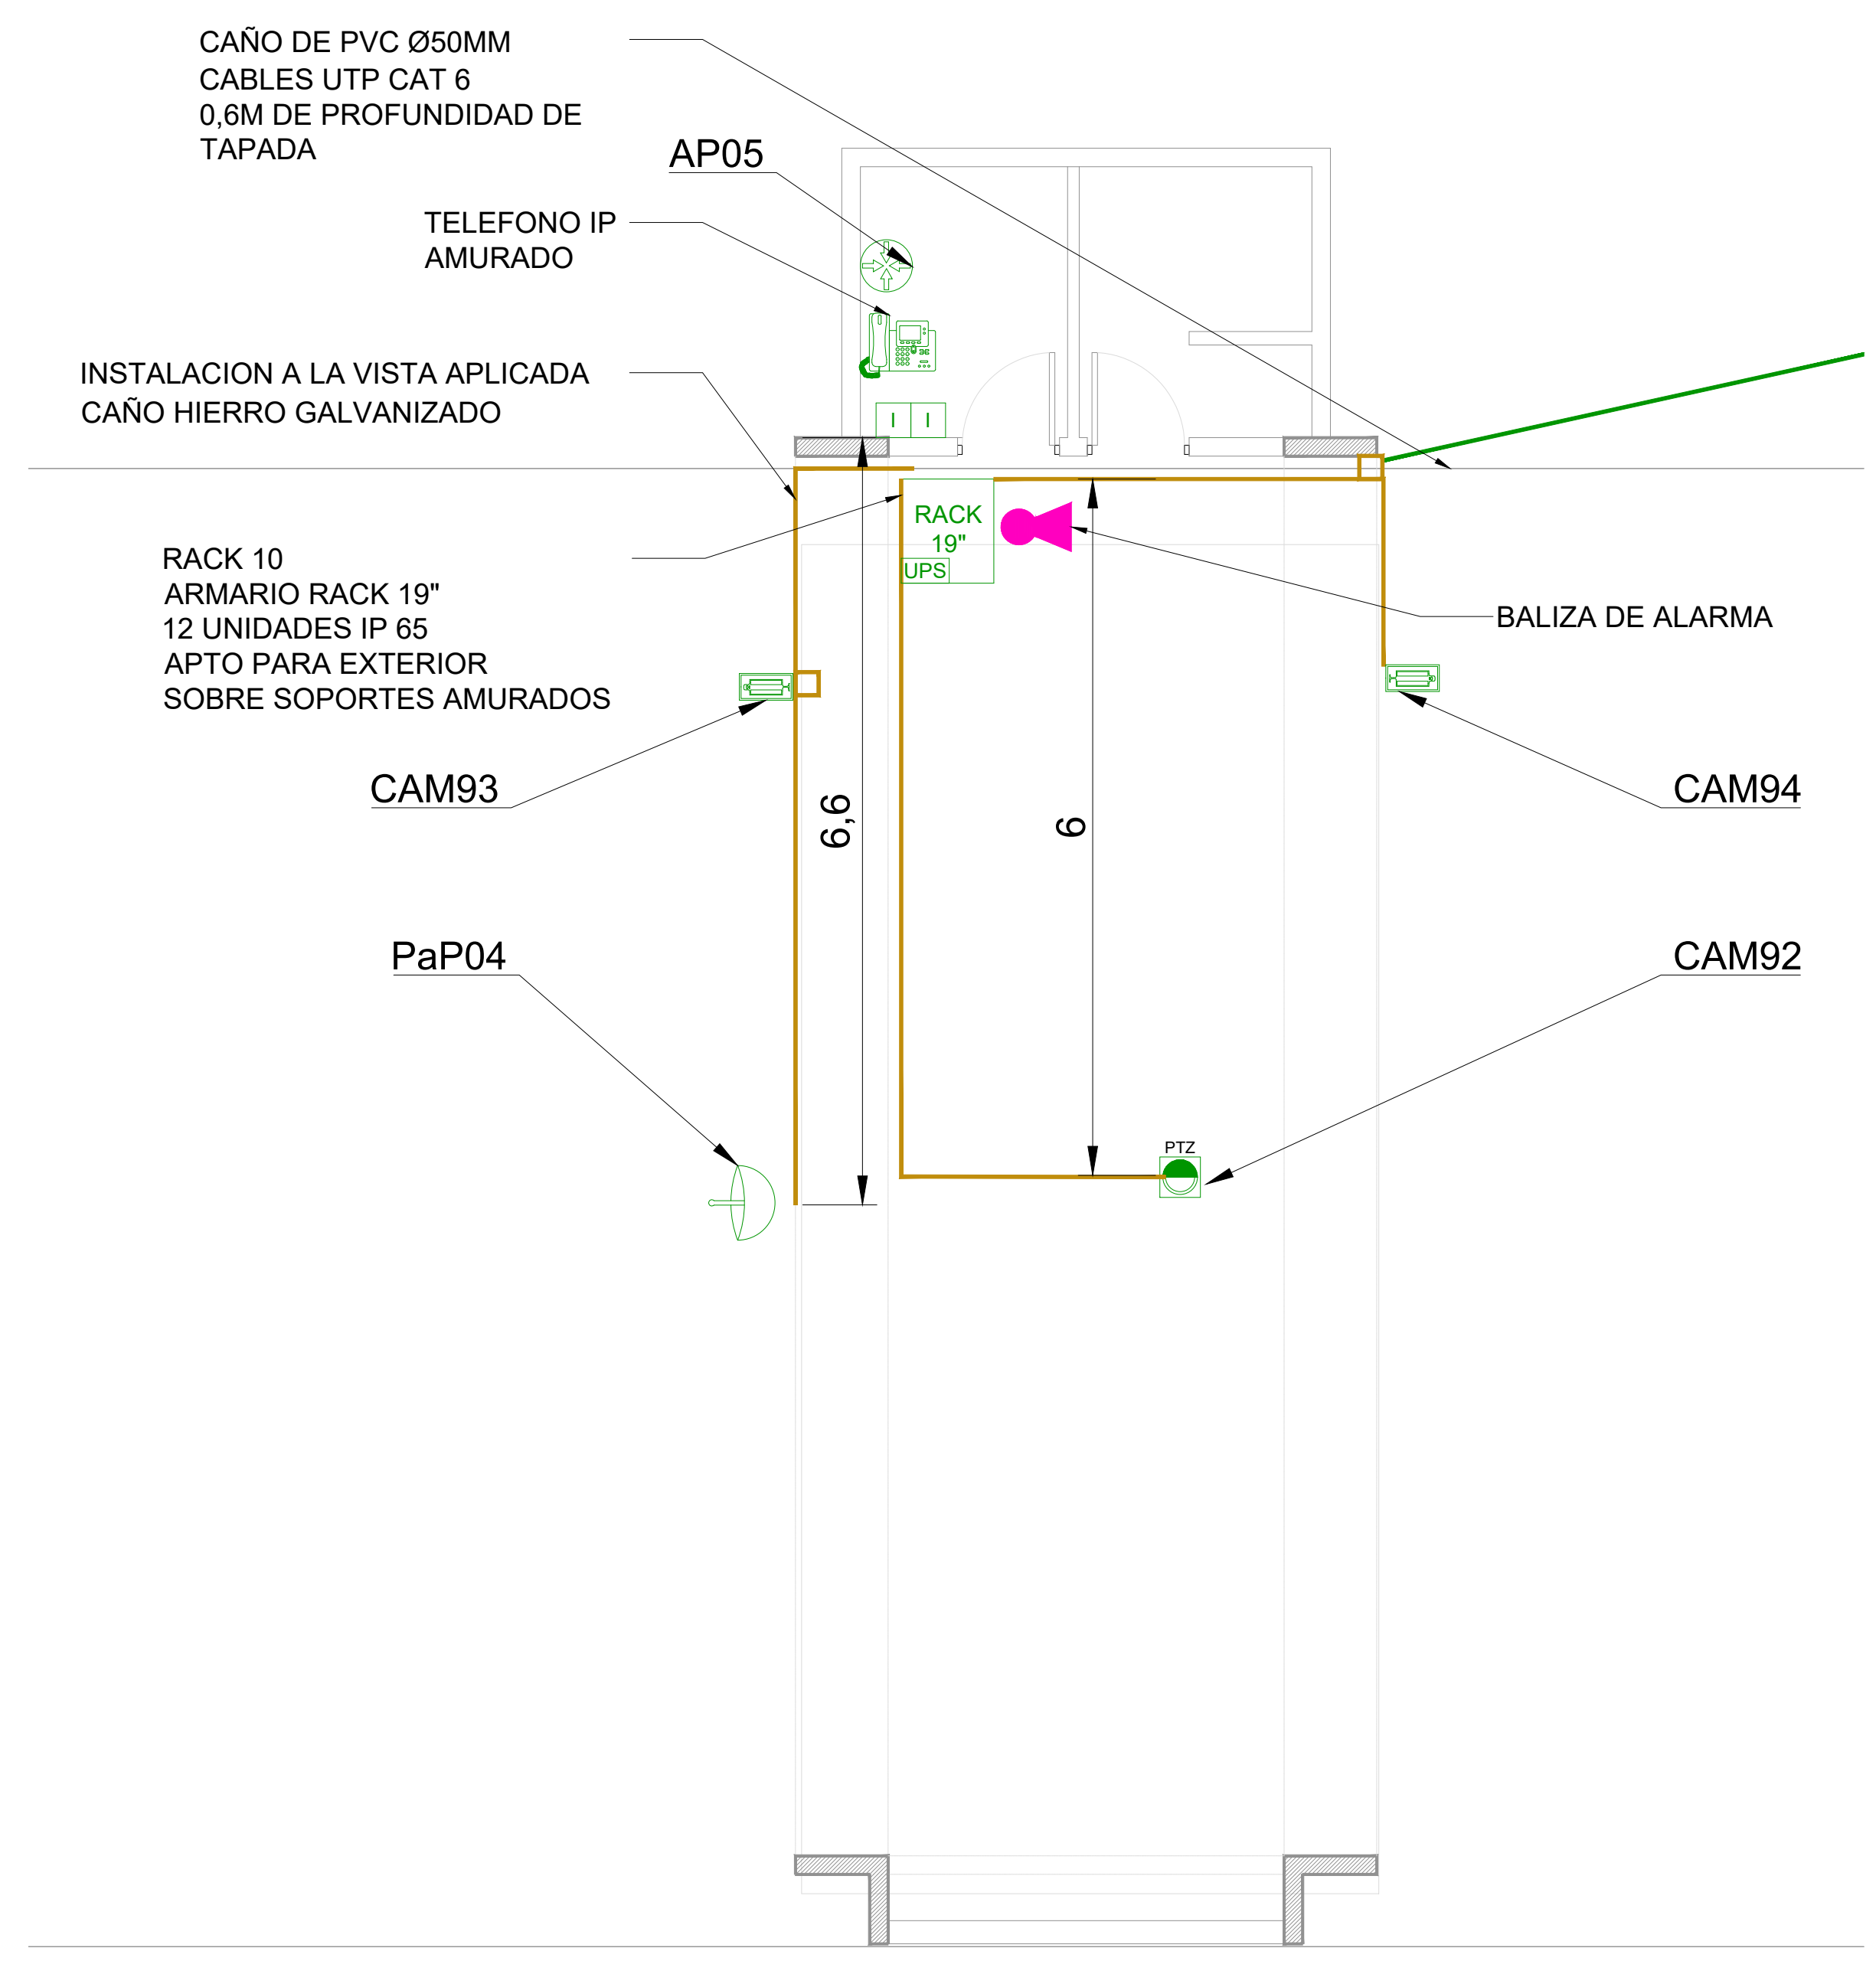 CAÑO DE PVC Ø50MM
CABLES UTP CAT 6
0,6M DE PROFUNDIDAD DE
TAPADA
AP05
TELEFONO IP
AMURADO
INSTALACION A LA VISTA APLICADA
CAÑO HIERRO GALVANIZADO
I I
RACK
19"
UPS
RACK 10
ARMARIO RACK 19"
12 UNIDADES IP 65
APTO PARA EXTERIOR
SOBRE SOPORTES AMURADOS
BALIZA DE ALARMA
CAM93
6,6
6
CAM94
PaP04
CAM92
PTZ